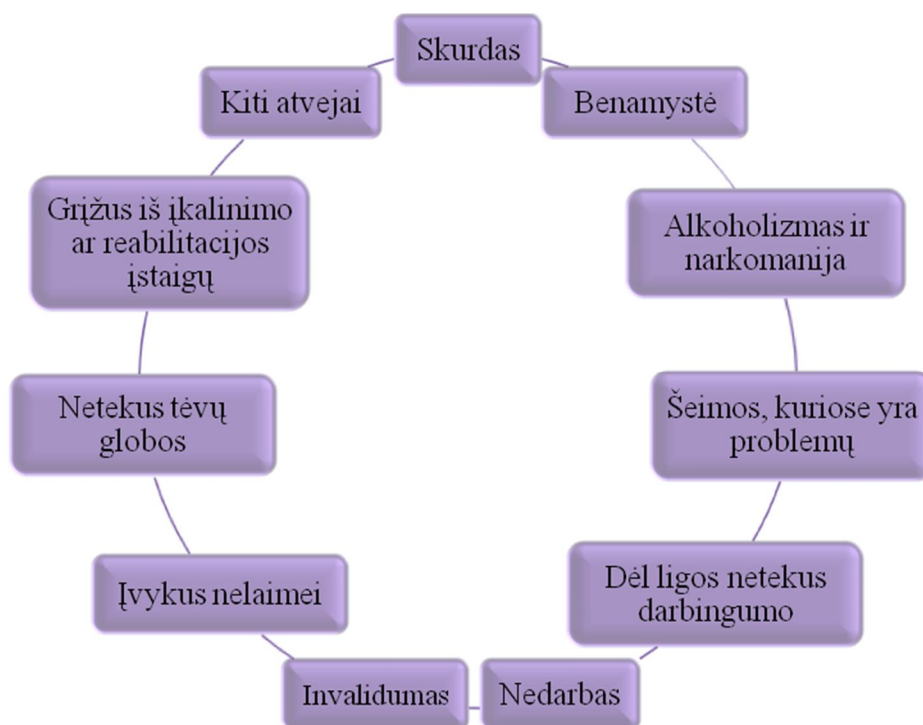 Skurdas
Benamystė
Alkoholizmas ir
narkomanija
Šeimos, kuriose yra
problemų
Dėl ligos netekus
darbingumo
Nedarbas
Invalidumas
Įvykus nelaimei
Netekus tėvų
globos
Grįžus iš įkalinimo
ar reabilitacijos
įstaigų
Kiti atvejai